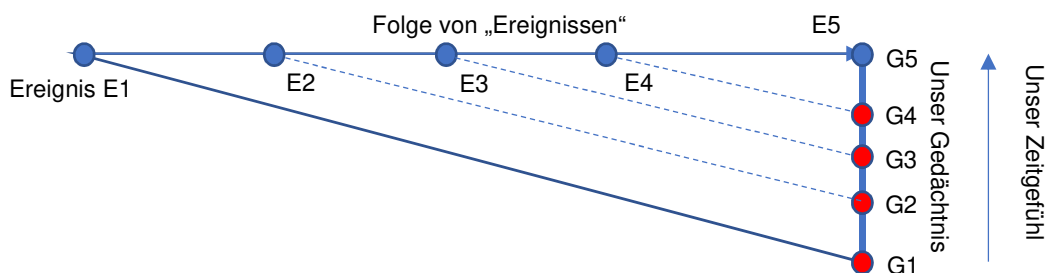 Folge von „Ereignissen“
E5
Ereignis E1
E2
E3
E4
G5
G4
G3
G2
G1
Unser Gedächtnis
Unser Zeitgefühl